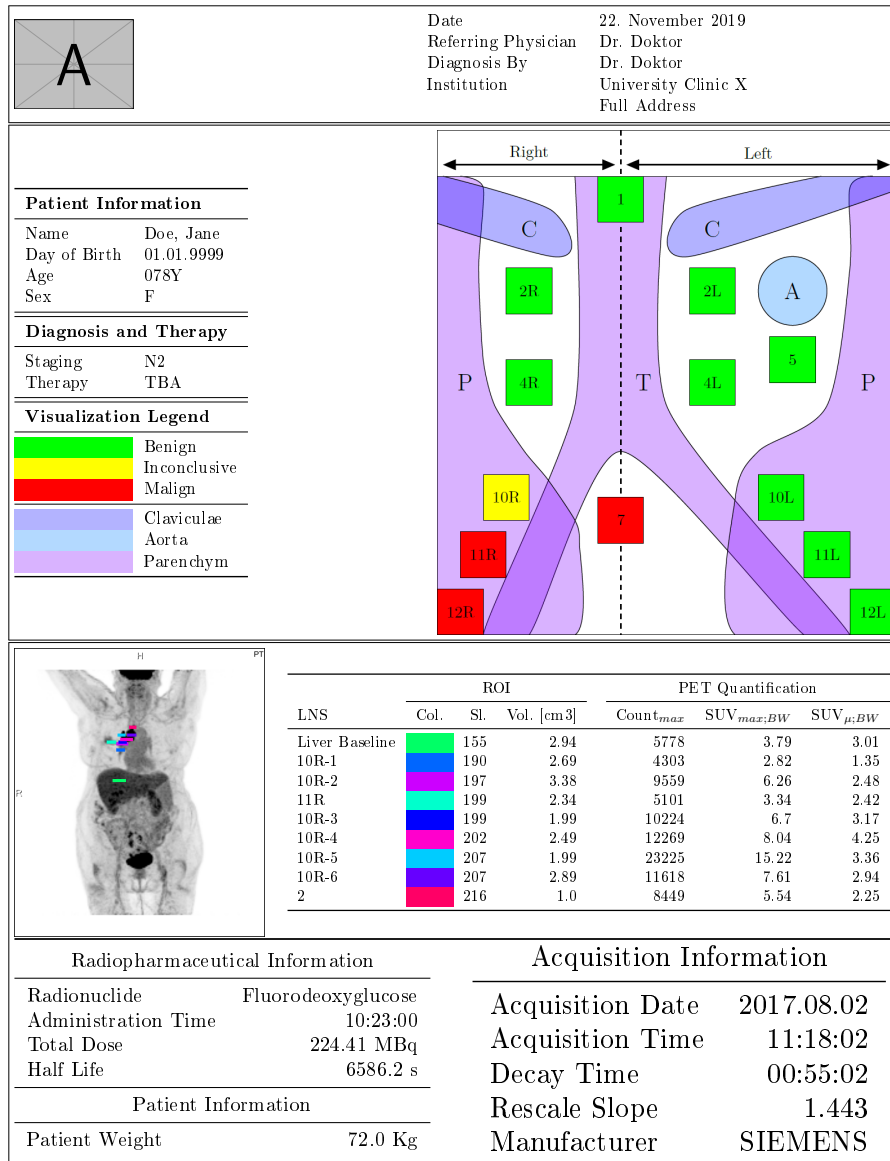 A
Date 22. November 2019
Referring Physician Dr. Doktor
Diagnosis By Dr. Doktor
Institution University Clinic X
Full Address
Patient Information
Name Doe, Jane
Day of Birth 01.01.9999
Age 078Y
Sex F
Diagnosis and Therapy
Staging N2
Therapy TBA
Visualization Legend
Benign
Inconclusive
Malign
Claviculae
Aorta
Parenchym
Right Left
1
C C
2R 2L A
5
P 4R T 4L P
10R 10L
7
11R 11L
12R 12L
H PT
R
ROI PET Quantification
LNS Col. Sl. Vol. [cm3] Countmax SUVmax;BW SUVμ;BW
Liver Baseline 155 2.94 5778 3.79 3.01
10R-1 190 2.69 4303 2.82 1.35
10R-2 197 3.38 9559 6.26 2.48
11R 199 2.34 5101 3.34 2.42
10R-3 199 1.99 10224 6.7 3.17
10R-4 202 2.49 12269 8.04 4.25
10R-5 207 1.99 23225 15.22 3.36
10R-6 207 2.89 11618 7.61 2.94
2 216 1.0 8449 5.54 2.25
Radiopharmaceutical Information
Radionuclide Fluorodeoxyglucose
Administration Time 10:23:00
Total Dose 224.41 MBq
Half Life 6586.2 s
Patient Information
Patient Weight 72.0 Kg
Acquisition Information
Acquisition Date 2017.08.02
Acquisition Time 11:18:02
Decay Time 00:55:02
Rescale Slope 1.443
Manufacturer SIEMENS